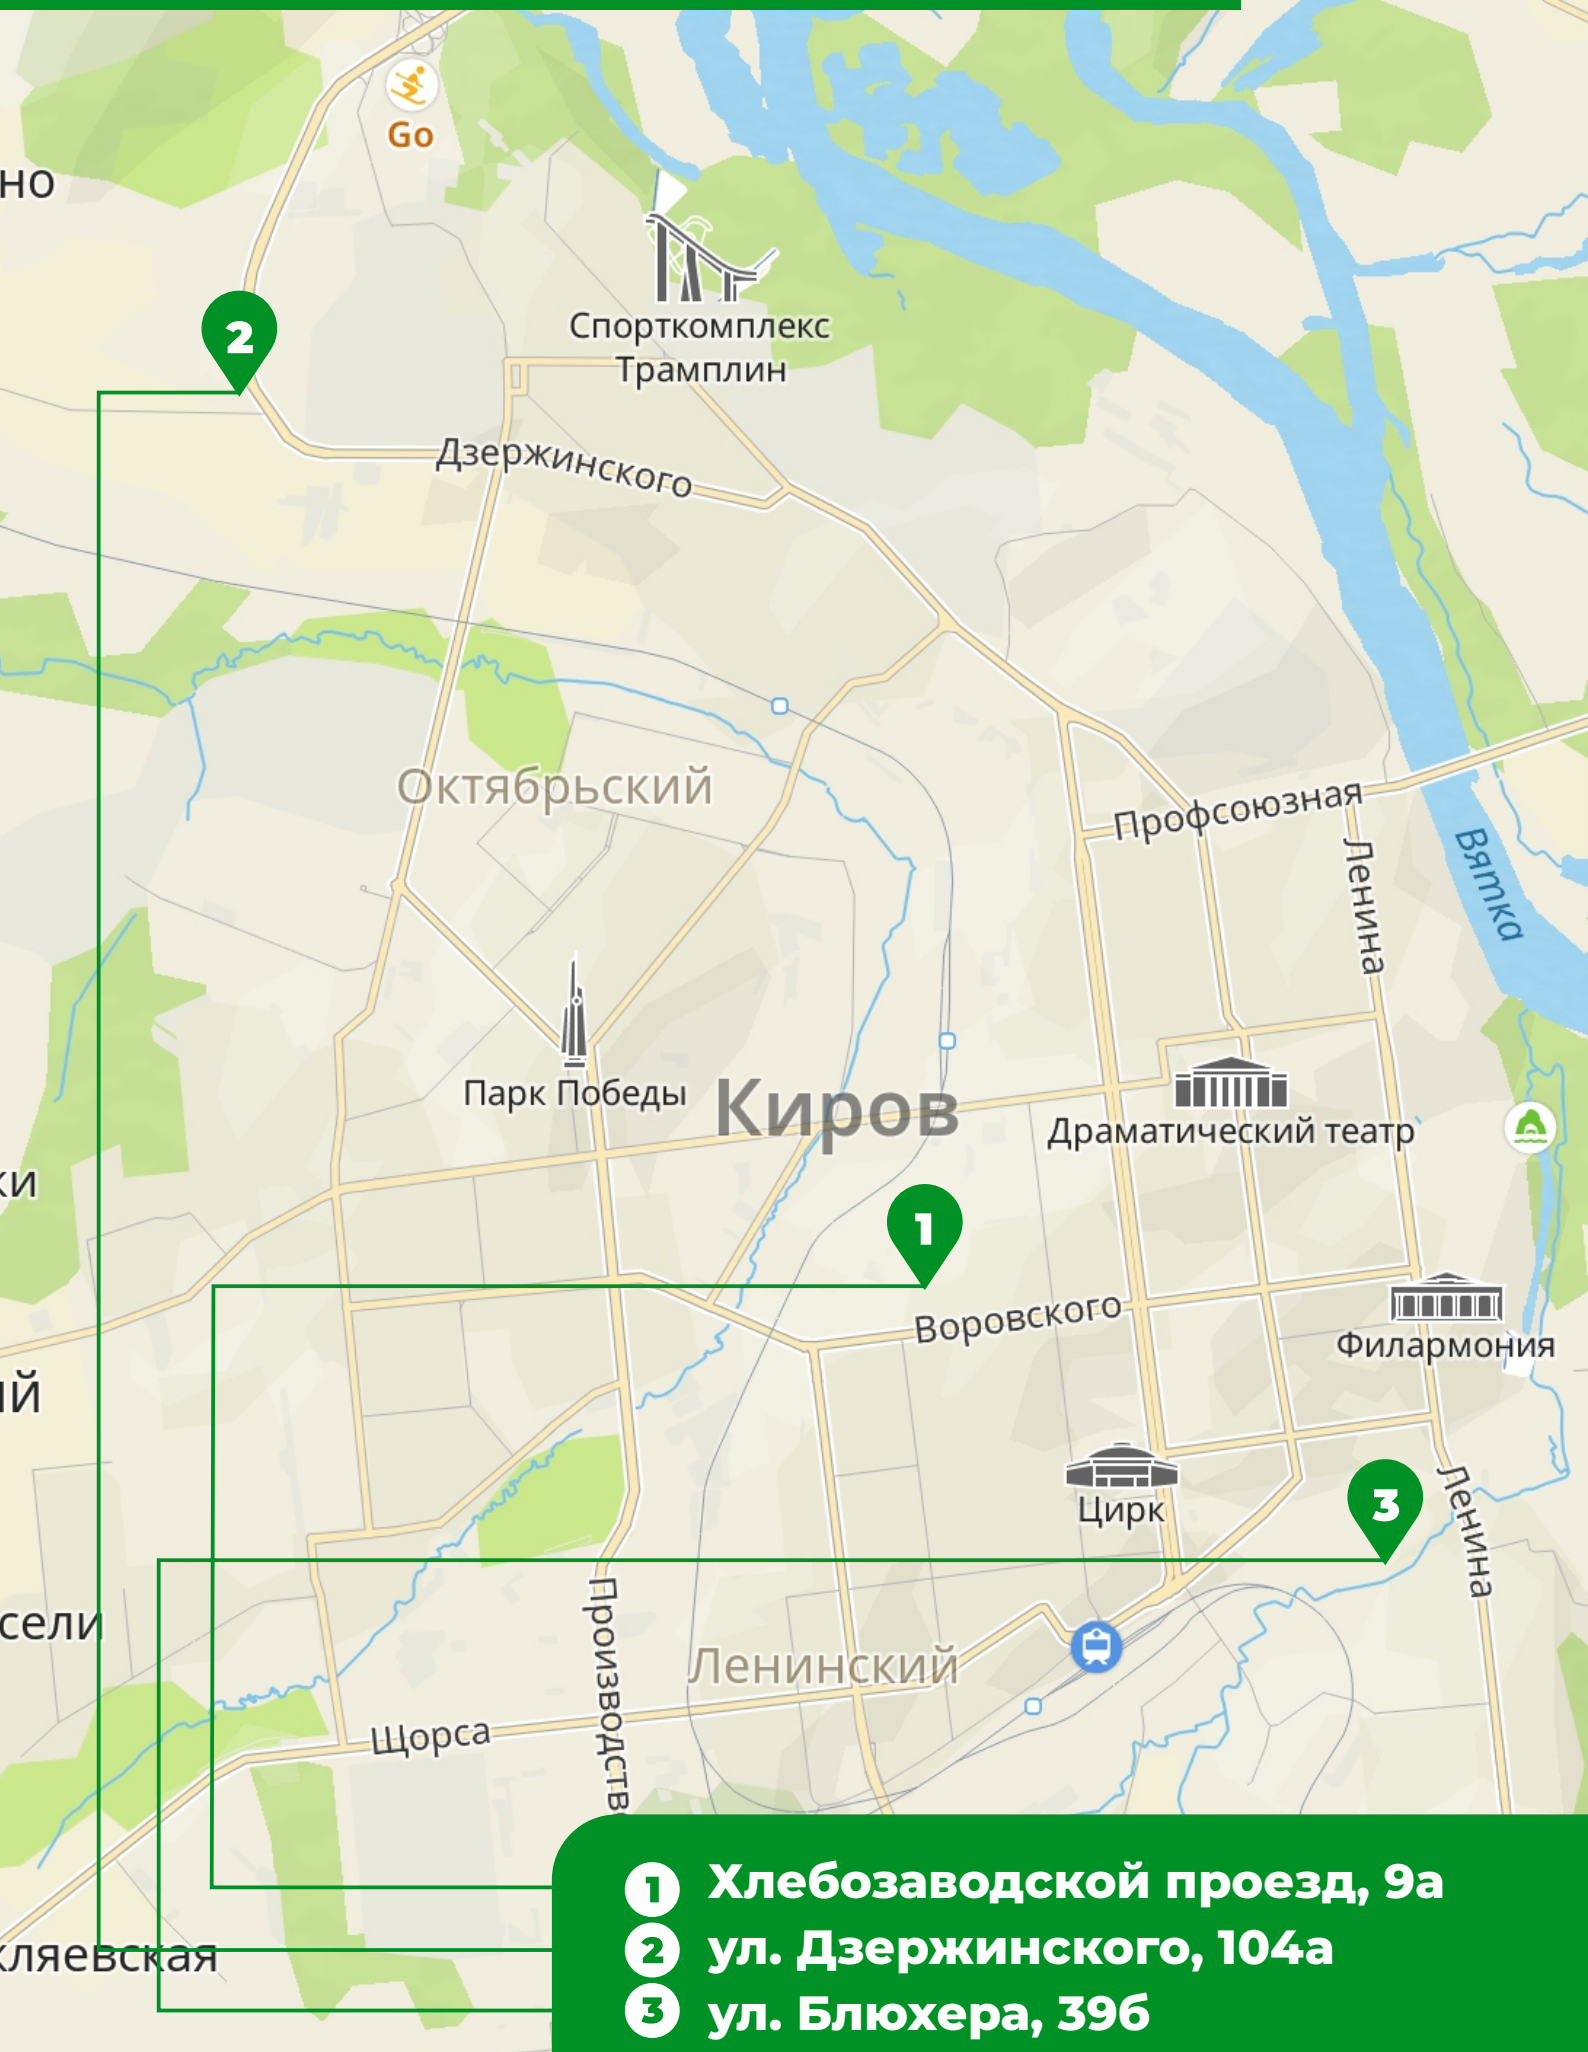 Go
но
2
Спорткомплекс
Трамплин
Дзержинского
Октябрьский
Профсоюзная
Ленина
Вятка
Парк Победы
Киров
Драматический театр
ки
1
Воровского
Филармония
ий
Цирк
3
Ленина
сели
Производств
Ленинский
Щорса
1 Хлебозаводской проезд, 9а
2 ул. Дзержинского, 104а
3 ул. Блюхера, 39б
кляевская